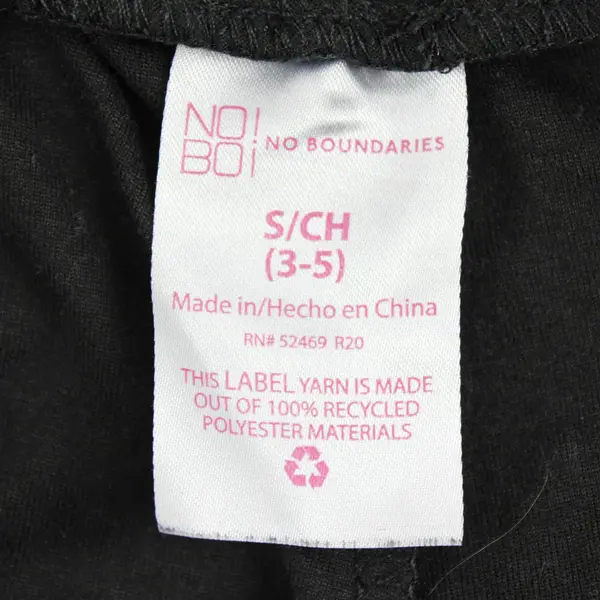 NO!
BO¡ NO BOUNDARIES
S/CH
(3-5)
Made in/Hecho en China
RN# 52469 R20
THIS LABEL YARN IS MADE
OUT OF 100% RECYCLED
POLYESTER MATERIALS